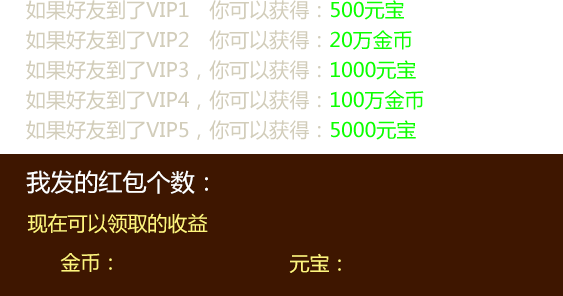 如果好友到了VIP1 你可以获得：500元宝
如果好友到了VIP2 你可以获得：20万金币
如果好友到了VIP3，你可以获得：1000元宝
如果好友到了VIP4，你可以获得：100万金币
如果好友到了VIP5，你可以获得：5000元宝
我发的红包个数：
现在可以领取的收益
金币： 元宝：